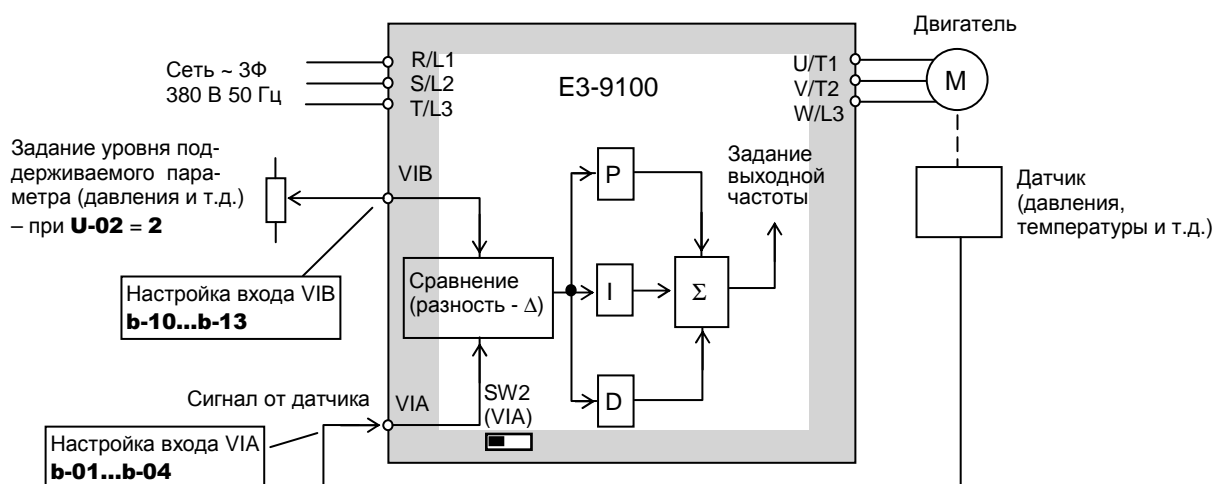 Двигатель
Сеть ~ 3Ф
380 В 50 Гц
R/L1
S/L2
T/L3
Е3-9100
U/T1
V/T2
W/L3
M
Задание уровня под-
держиваемого пара-
метра (давления и т.д.)
– при U-02 = 2
VIB
P
Задание
выходной
частоты
Датчик
(давления,
температуры и т.д.)
Настройка входа VIB
b-10...b-13
Сравнение
(разность - Δ)
I
Σ
Сигнал от датчика
VIA
SW2
(VIA)
D
Настройка входа VIA
b-01...b-04